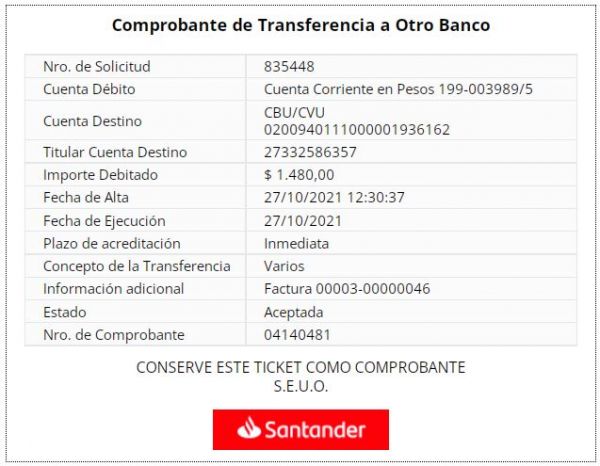 Comprobante de Transferencia a Otro Banco
Nro. de Solicitud 835448
Cuenta Débito Cuenta Corriente en Pesos 199-003989/5
Cuenta Destino CBU/CVU
0200940111000001936162
Titular Cuenta Destino 27332586357
Importe Debitado $ 1.480,00
Fecha de Alta 27/10/2021 12:30:37
Fecha de Ejecución 27/10/2021
Plazo de acreditación Inmediata
Concepto de la Transferencia Varios
Información adicional Factura 00003-00000046
Estado Aceptada
Nro. de Comprobante 04140481
CONSERVE ESTE TICKET COMO COMPROBANTE
S.E.U.O.
Santander